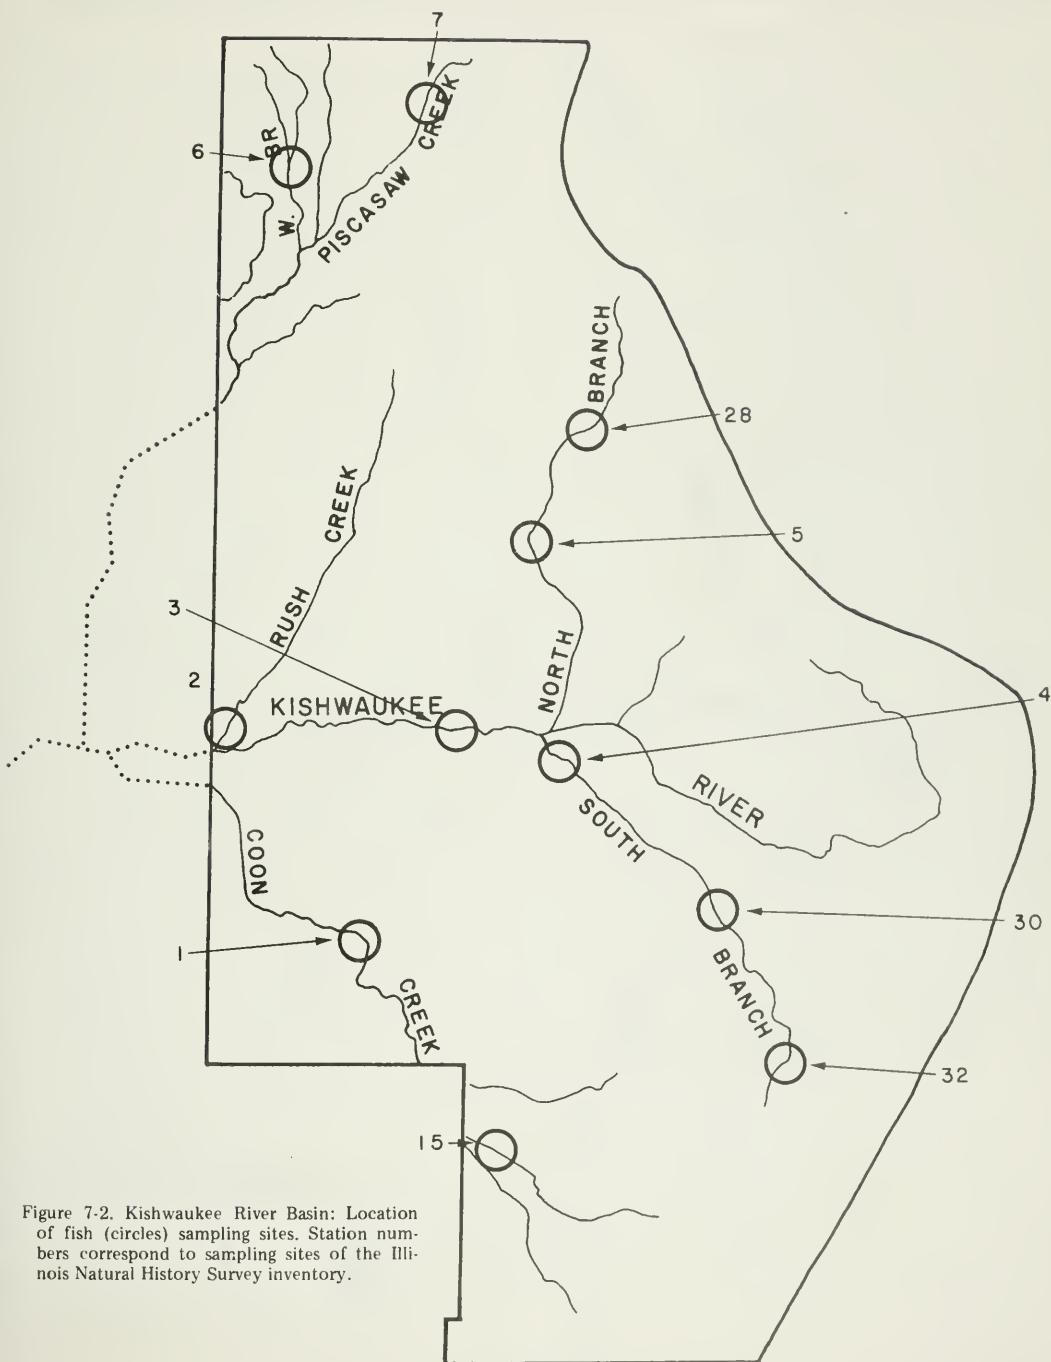 7
6
W. BR
PISCASAW CREEK
BRANCH
28
5
RUSH CREEK
3
NORTH
2
KISHWAUKEE
4
RIVER
SOUTH
COON
30
1
BRANCH
CREEK
32
15
Figure 7-2. Kishwaukee River Basin: Location
of fish (circles) sampling sites. Station num-
bers correspond to sampling sites of the Illi-
nois Natural History Survey inventory.